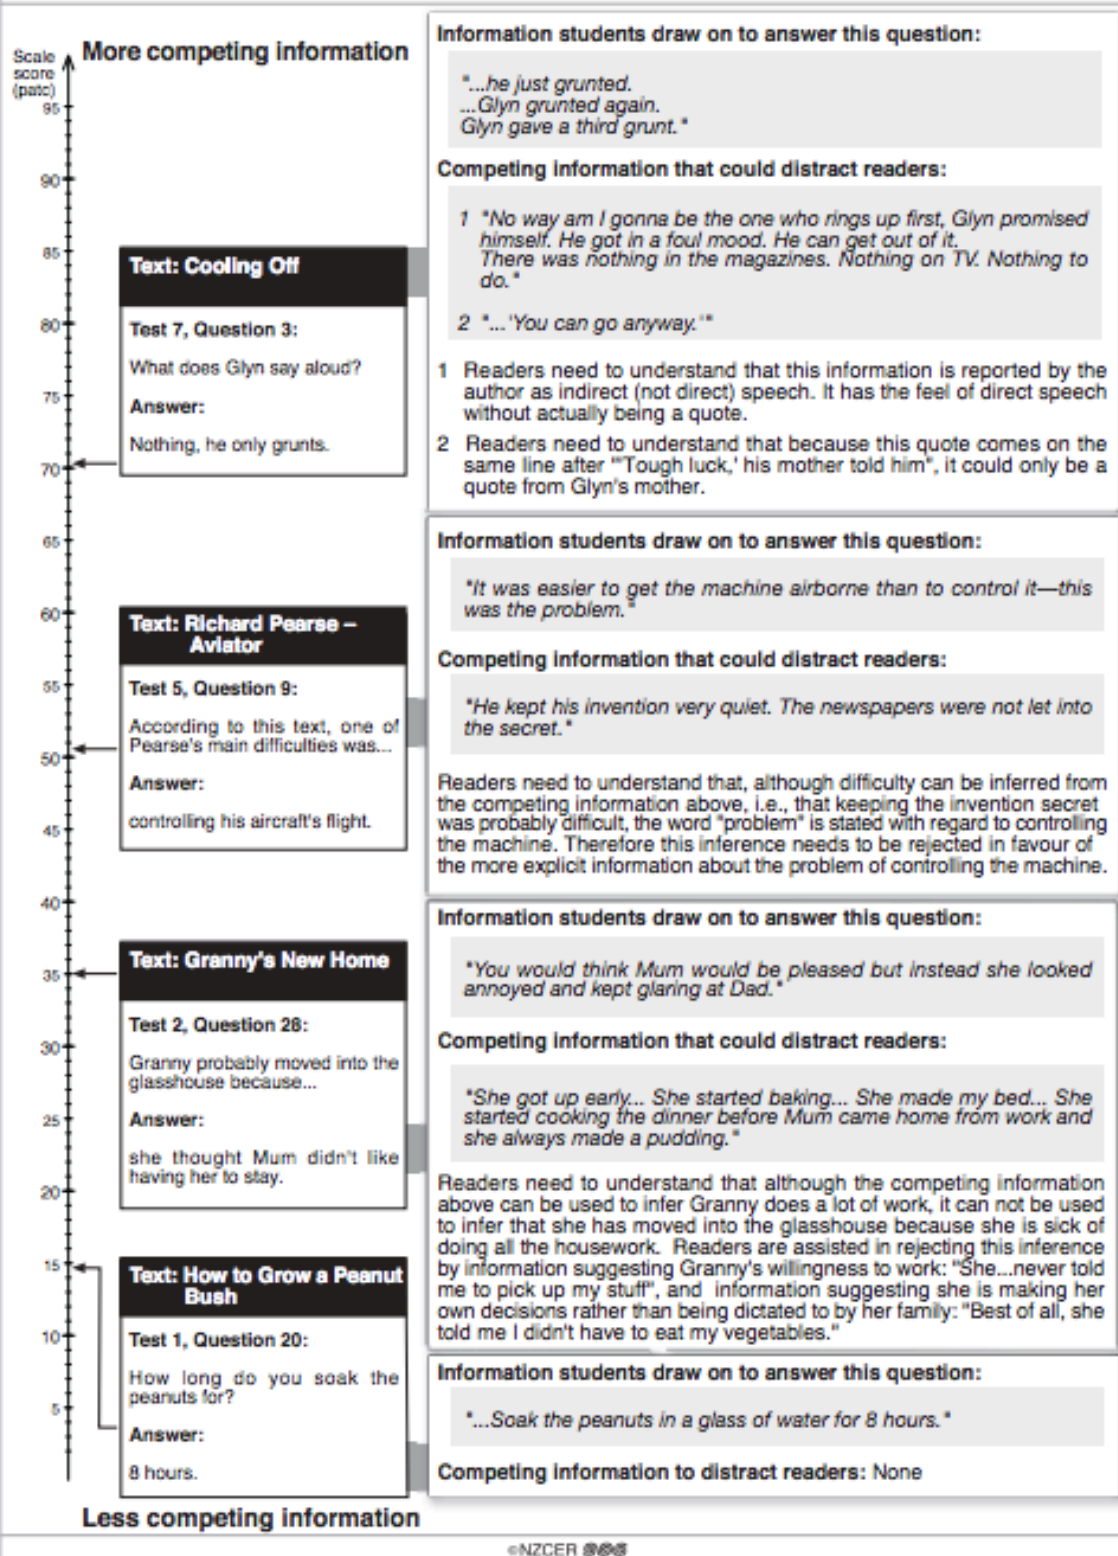 More competing information
Scale
score
(patc)
95
90
85
80
75
70
65
60
55
50
45
40
35
30
25
20
15
10
5
Text: Cooling Off
Test 7, Question 3:
What does Glyn say aloud?
Answer:
Nothing, he only grunts.
Information students draw on to answer this question:
"...he just grunted.
...Glyn grunted again.
Glyn gave a third grunt."
Competing information that could distract readers:
1 "No way am I gonna be the one who rings up first, Glyn promised
himself. He got in a foul mood. He can get out of it.
There was nothing in the magazines. Nothing on TV. Nothing to
do."
2 "...'You can go anyway.'"
1 Readers need to understand that this information is reported by the
author as indirect (not direct) speech. It has the feel of direct speech
without actually being a quote.
2 Readers need to understand that because this quote comes on the
same line after "'Tough luck,' his mother told him", it could only be a
quote from Glyn's mother.
Text: Richard Pearse –
Aviator
Test 5, Question 9:
According to this text, one of
Pearse's main difficulties was...
Answer:
controlling his aircraft's flight.
Information students draw on to answer this question:
"It was easier to get the machine airborne than to control it—this
was the problem."
Competing information that could distract readers:
"He kept his invention very quiet. The newspapers were not let into
the secret."
Readers need to understand that, although difficulty can be inferred from
the competing information above, i.e., that keeping the invention secret
was probably difficult, the word "problem" is stated with regard to controlling
the machine. Therefore this inference needs to be rejected in favour of
the more explicit information about the problem of controlling the machine.
Text: Granny's New Home
Test 2, Question 28:
Granny probably moved into the
glasshouse because...
Answer:
she thought Mum didn't like
having her to stay.
Information students draw on to answer this question:
"You would think Mum would be pleased but instead she looked
annoyed and kept glaring at Dad."
Competing information that could distract readers:
"She got up early... She started baking... She made my bed... She
started cooking the dinner before Mum came home from work and
she always made a pudding."
Readers need to understand that although the competing information
above can be used to infer Granny does a lot of work, it can not be used
to infer that she has moved into the glasshouse because she is sick of
doing all the housework. Readers are assisted in rejecting this inference
by information suggesting Granny's willingness to work: "She...never told
me to pick up my stuff", and information suggesting she is making her
own decisions rather than being dictated to by her family: "Best of all, she
told me I didn't have to eat my vegetables."
Text: How to Grow a Peanut
Bush
Test 1, Question 20:
How long do you soak the
peanuts for?
Answer:
8 hours.
Information students draw on to answer this question:
"...Soak the peanuts in a glass of water for 8 hours."
Competing information to distract readers: None
Less competing information
©NZCER